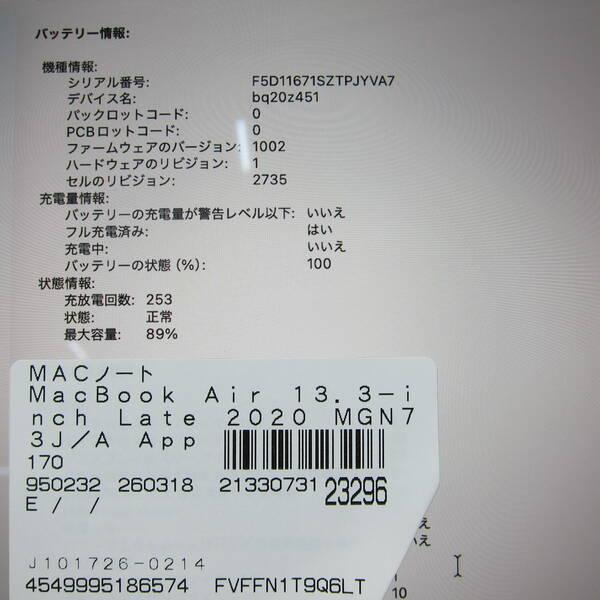 バッテリー情報:
機種情報:
シリアル番号: F5D11671SZTPJYVA7
デバイス名: bq20z451
パックロットコード: 0
PCBロットコード: 0
ファームウェアのバージョン: 1002
ハードウェアのリビジョン: 1
セルのリビジョン: 2735
充電量情報:
バッテリーの充電量が警告レベル以下: いいえ
フル充電済み: はい
充電中: いいえ
バッテリーの状態 (%): 100
状態情報:
充放電回数: 253
状態: 正常
最大容量: 89%
MACノート
MacBook Air 13.3-i
nch Late 2020 MGN7
3J/A App
170
950232 260318 21330731 23296
E / /
J101726-0214
4549995186574 FVFFN1T9Q6LT
え
いえ
10